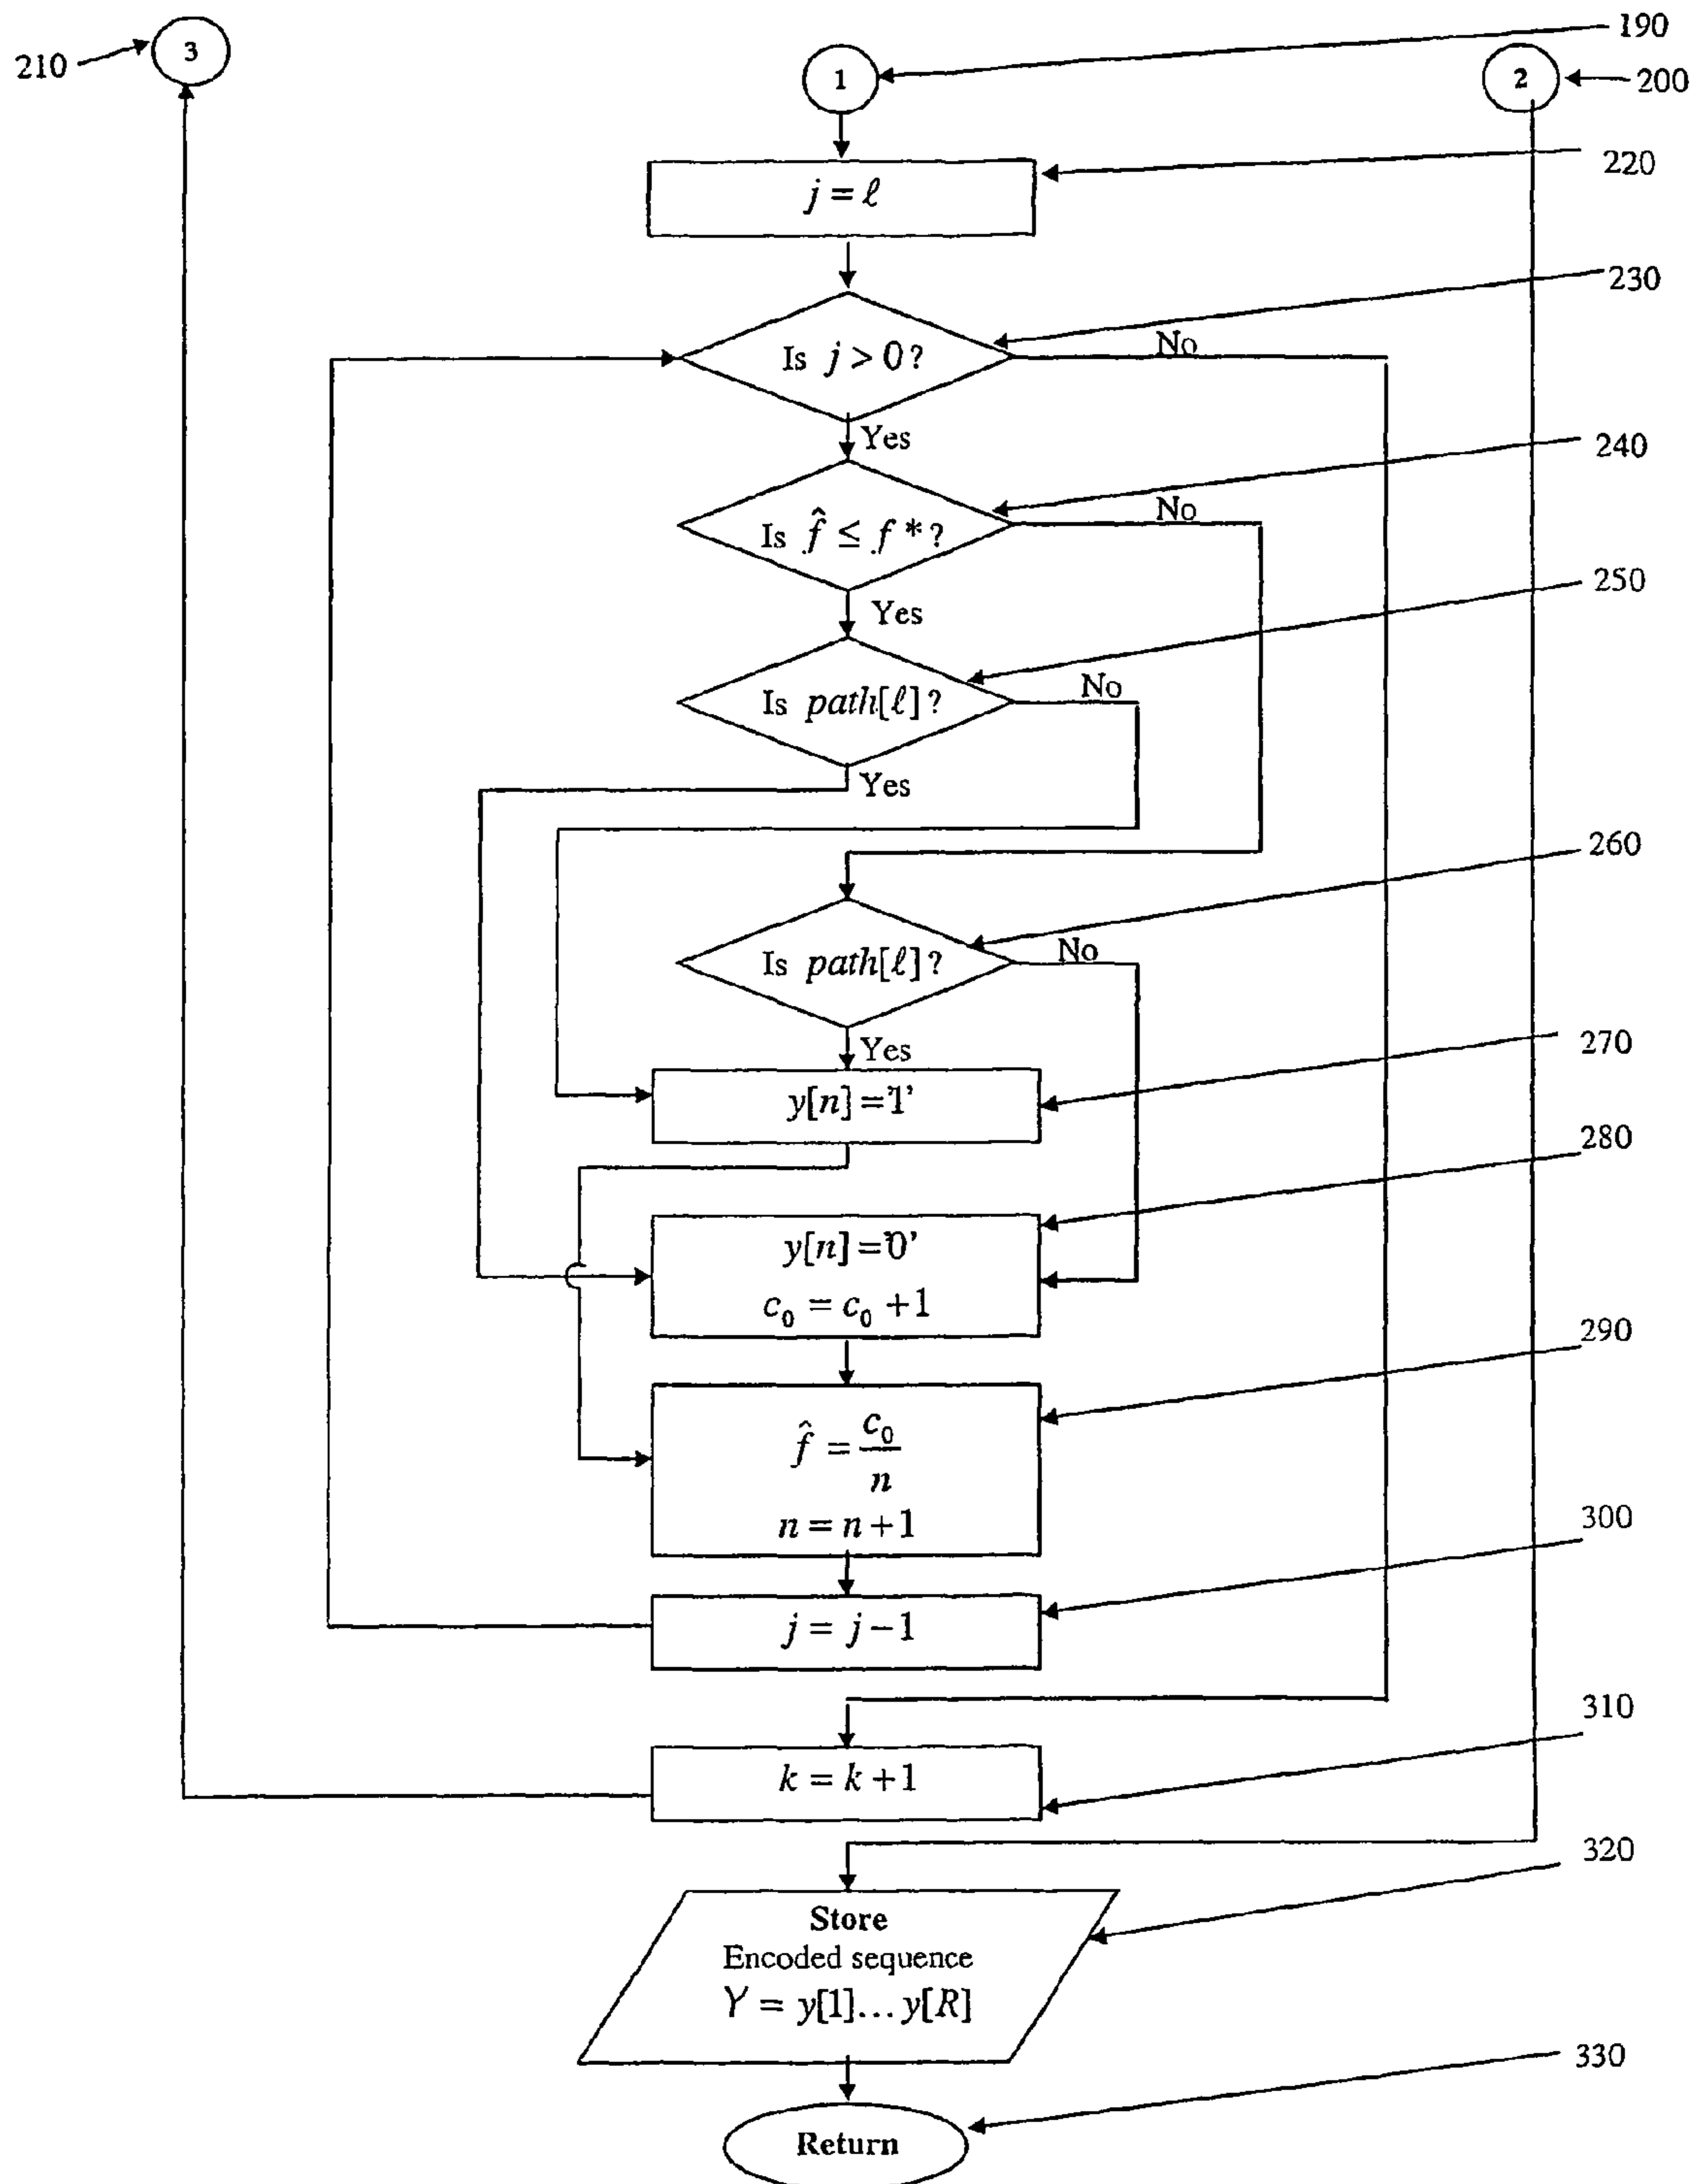 190
3
210
1
2
200
220
j = ℓ
230
Is j > 0?
No
Yes
240
Is f̂ ≤ f*?
No
Yes
250
Is path[ℓ]?
No
Yes
260
Is path[ℓ]?
No
Yes
270
y[n] = '1'
280
y[n] = '0'
c₀ = c₀ + 1
290
f̂ = c₀/n
n = n + 1
300
j = j − 1
310
k = k + 1
320
Store
Encoded sequence
Y = y[1]... y[R]
330
Return